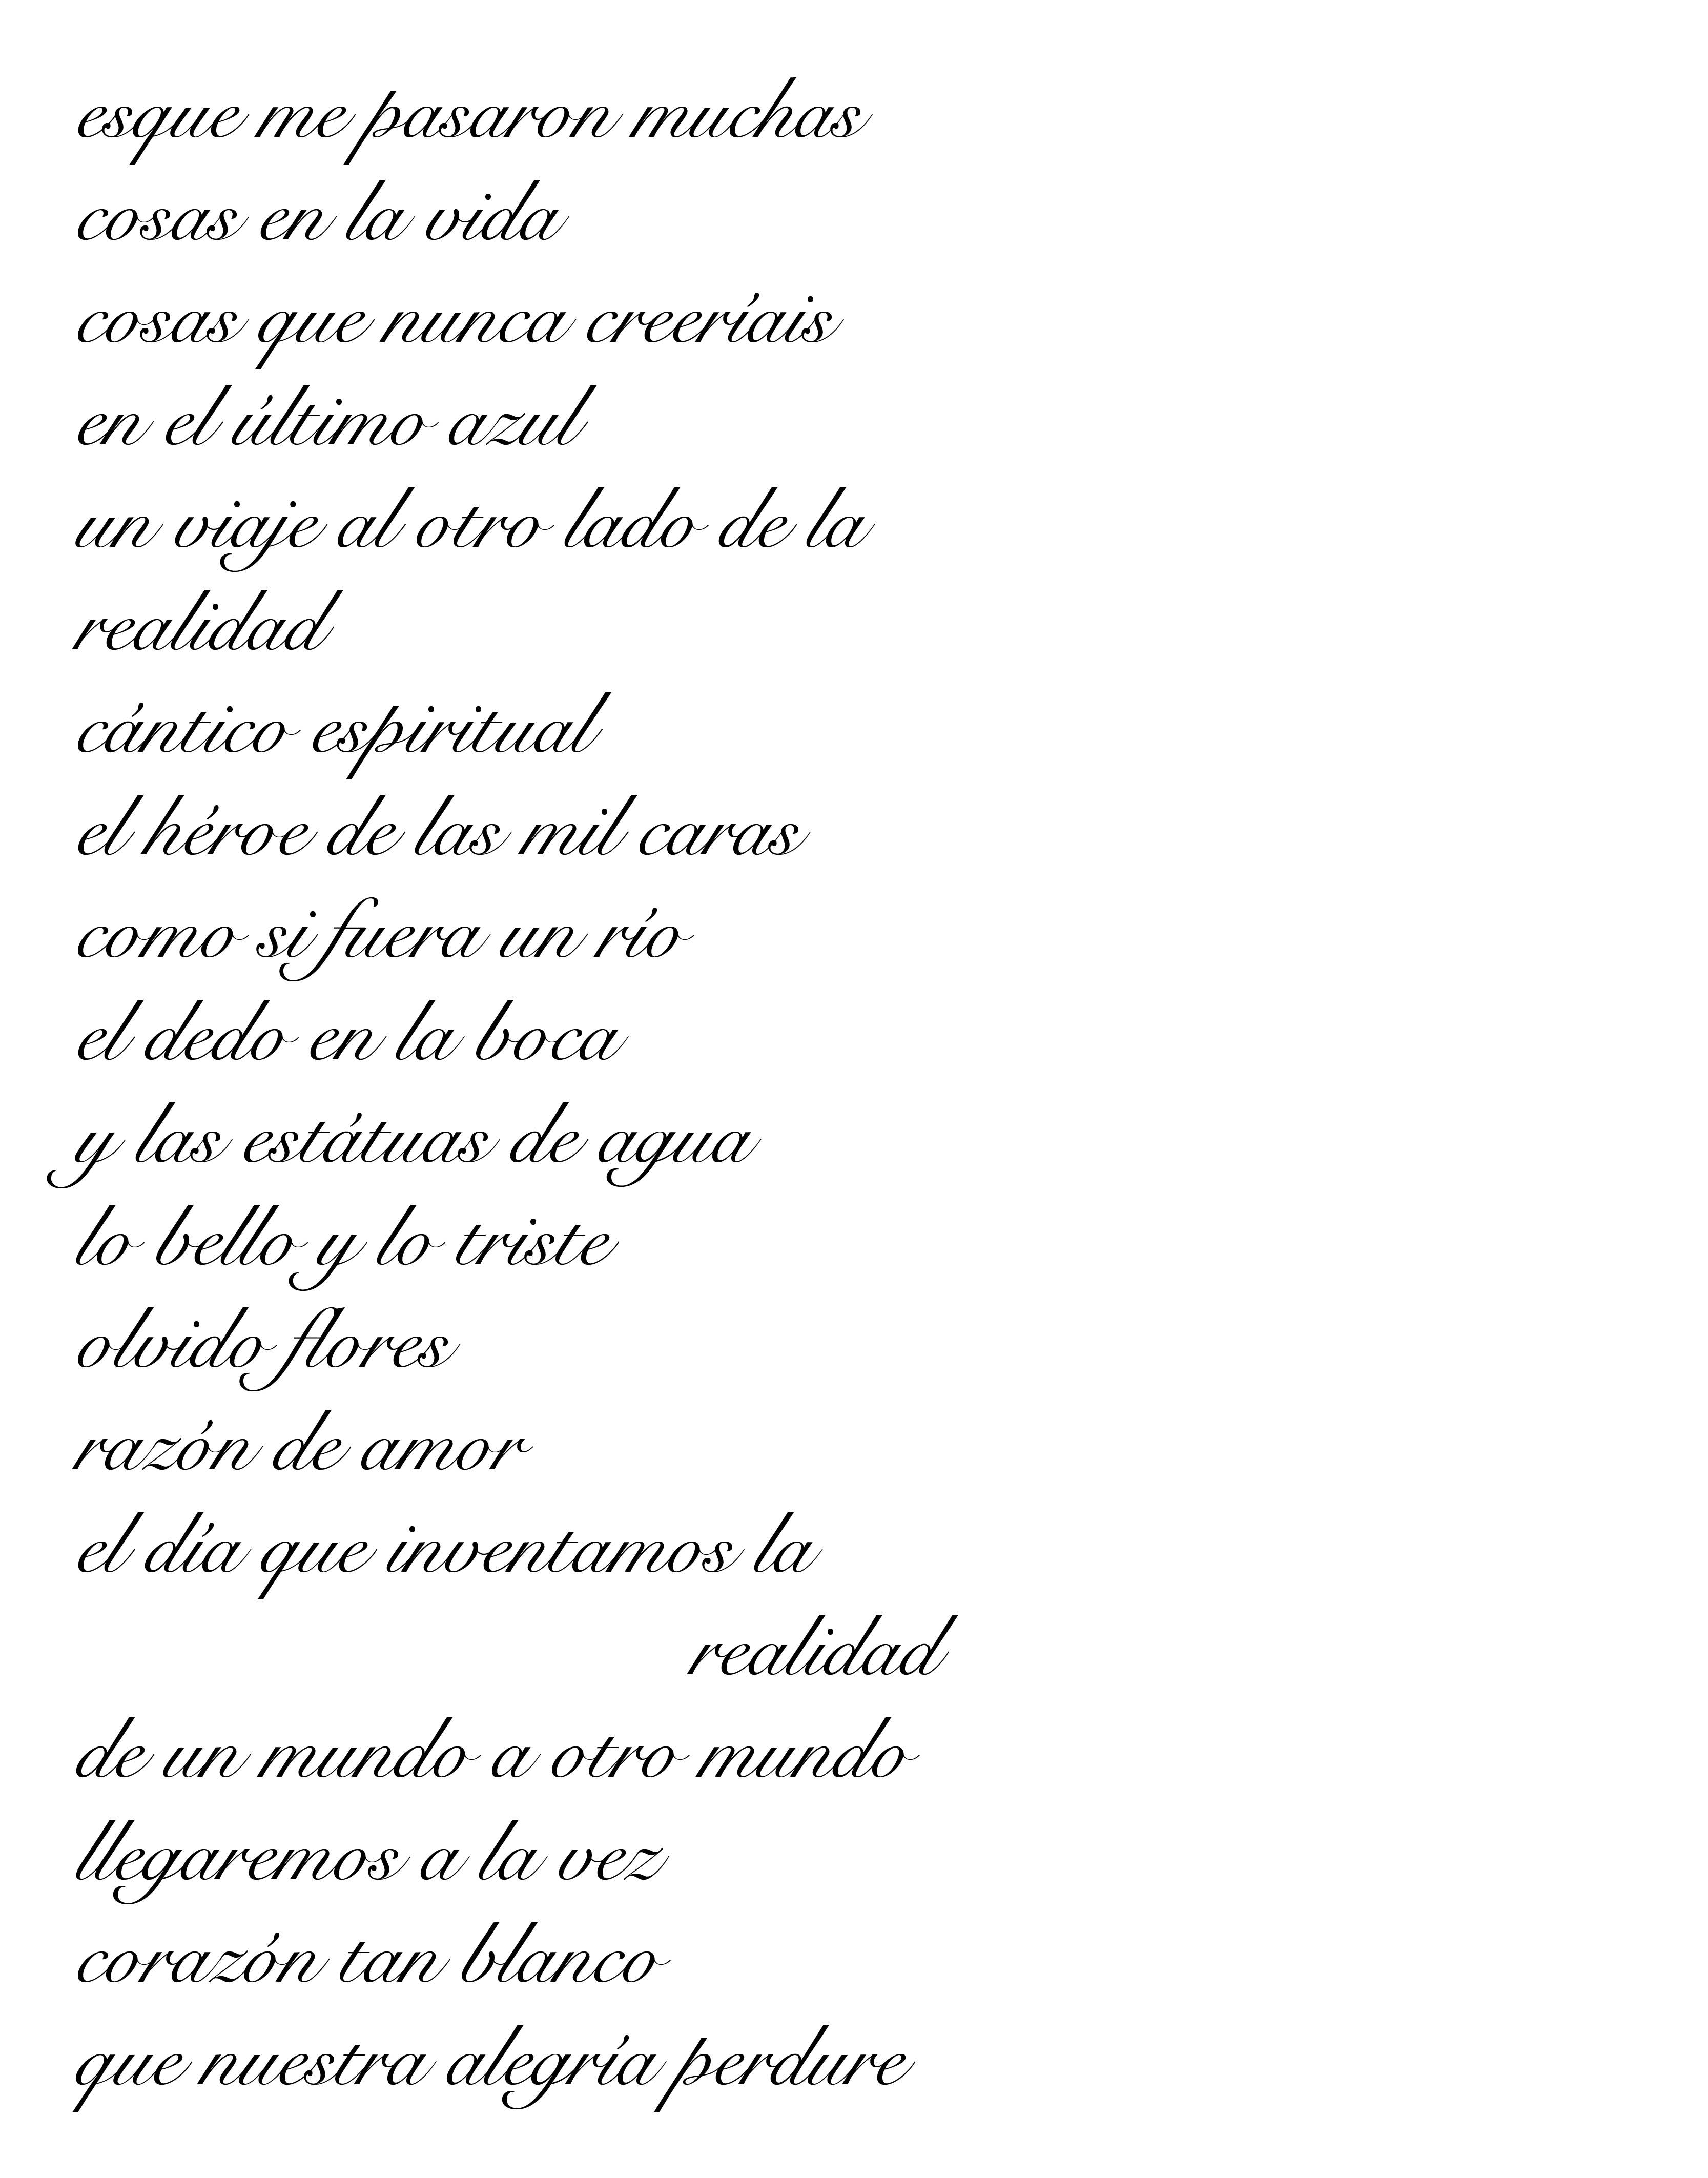 esque me pasaron muchas
cosas en la vida
cosas que nunca creeríais
en el último azul
un viaje al otro lado de la
realidad
cántico espiritual
el héroe de las mil caras
como si fuera un río
el dedo en la boca
y las estátuas de agua
lo bello y lo triste
olvido flores
razón de amor
el día que inventamos la
realidad
de un mundo a otro mundo
llegaremos a la vez
corazón tan blanco
que nuestra alegría perdure